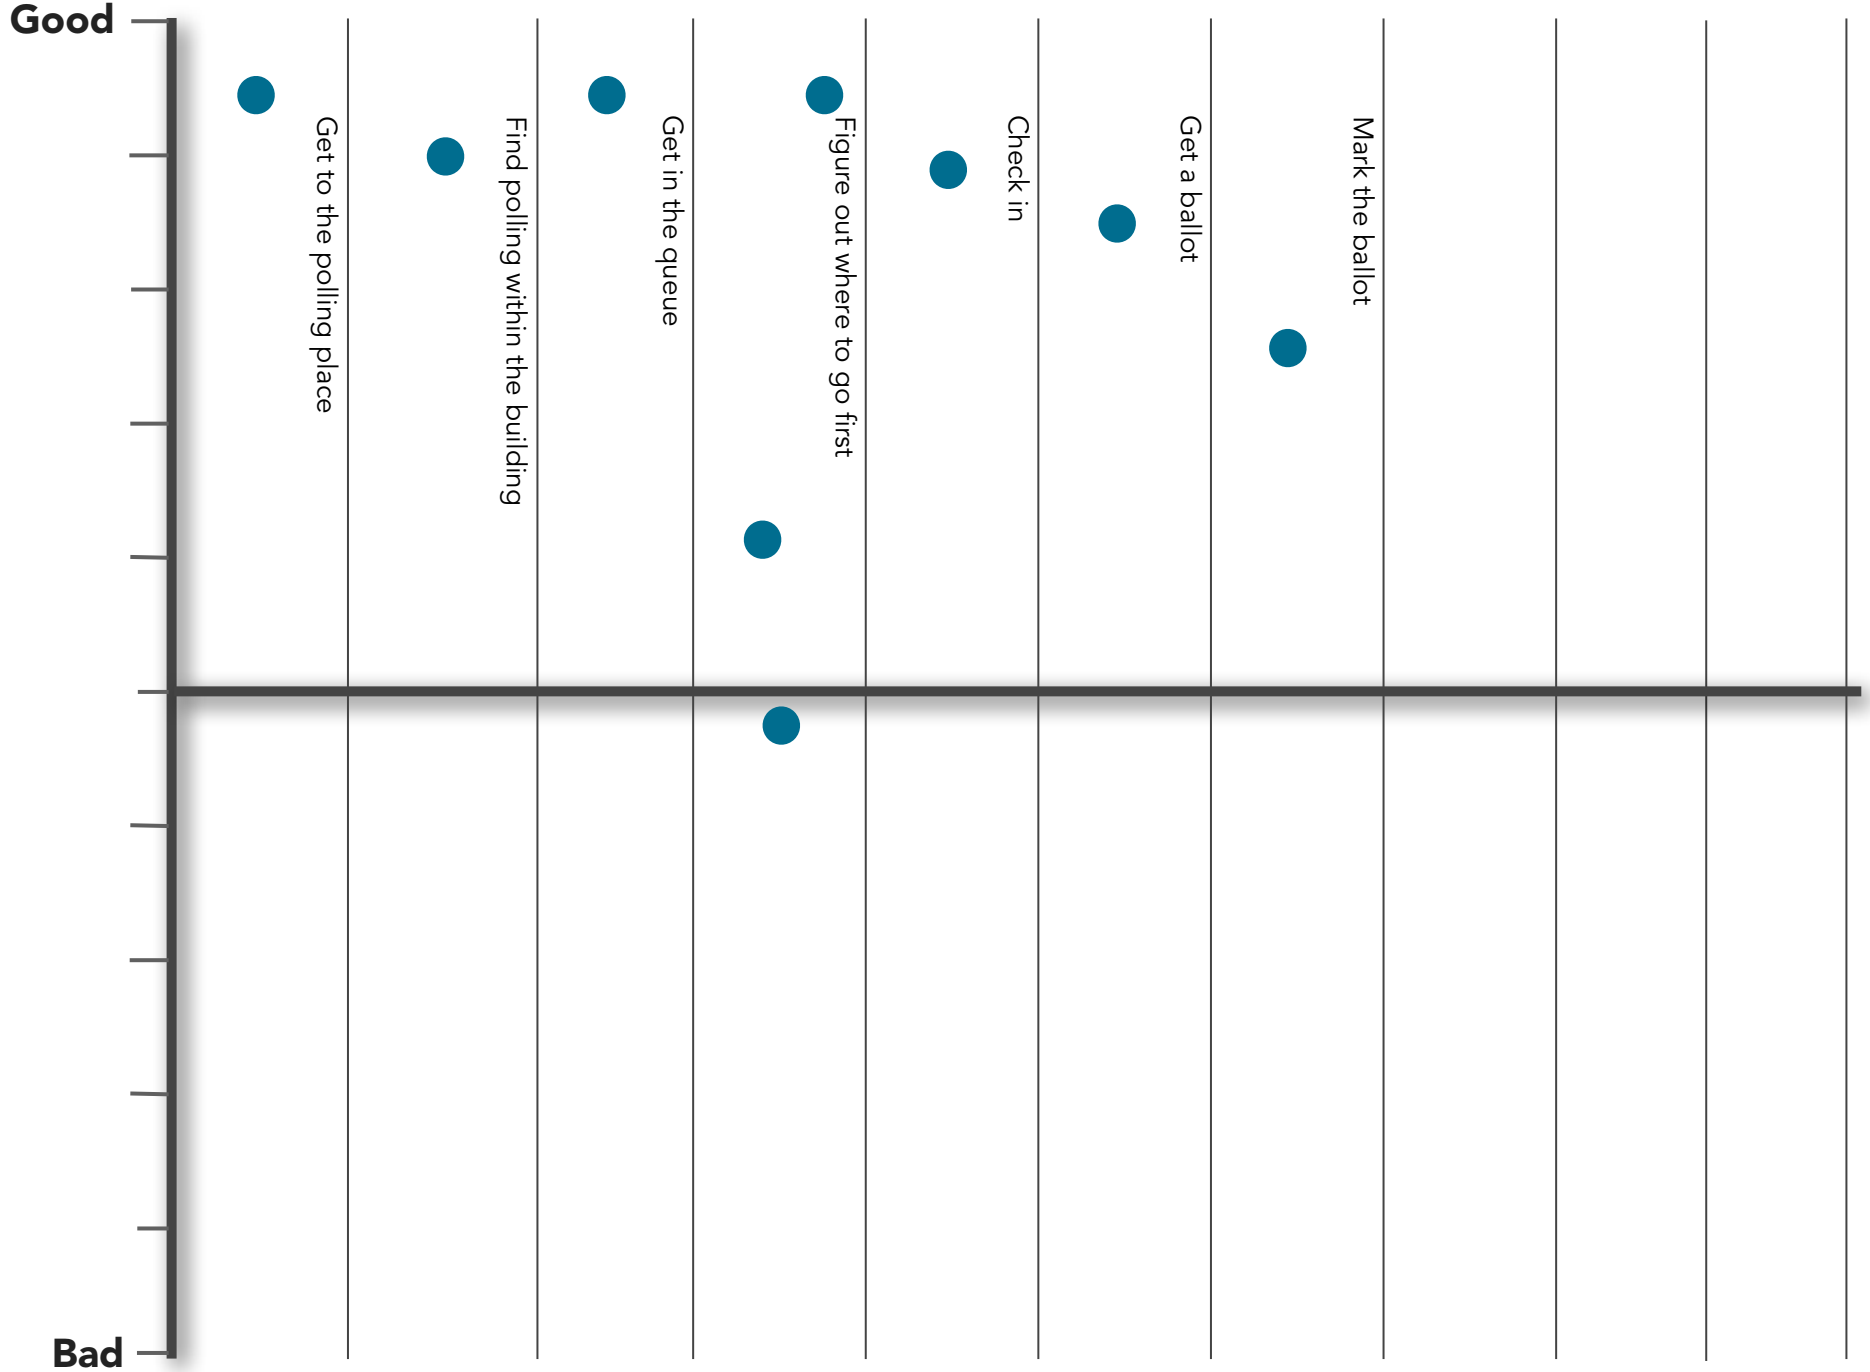 Good
Get to the polling place
Find polling within the building
Get in the queue
Figure out where to go first
Check in
Get a ballot
Mark the ballot
Bad